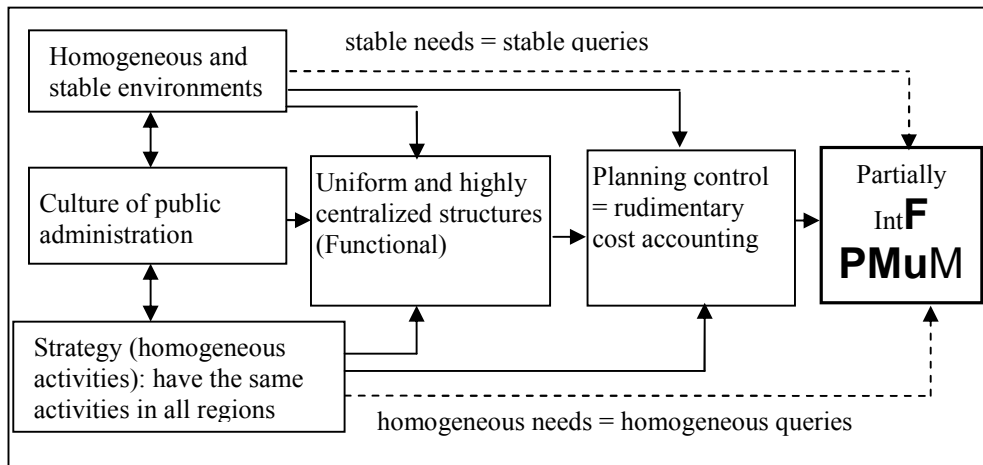 stable needs = stable queries
Homogeneous and
stable environments
Culture of public
administration
Uniform and highly
centralized structures
(Functional)
Planning control
= rudimentary
cost accounting
Partially
IntF
PMuM
Strategy (homogeneous
activities): have the same
activities in all regions
homogeneous needs = homogeneous queries